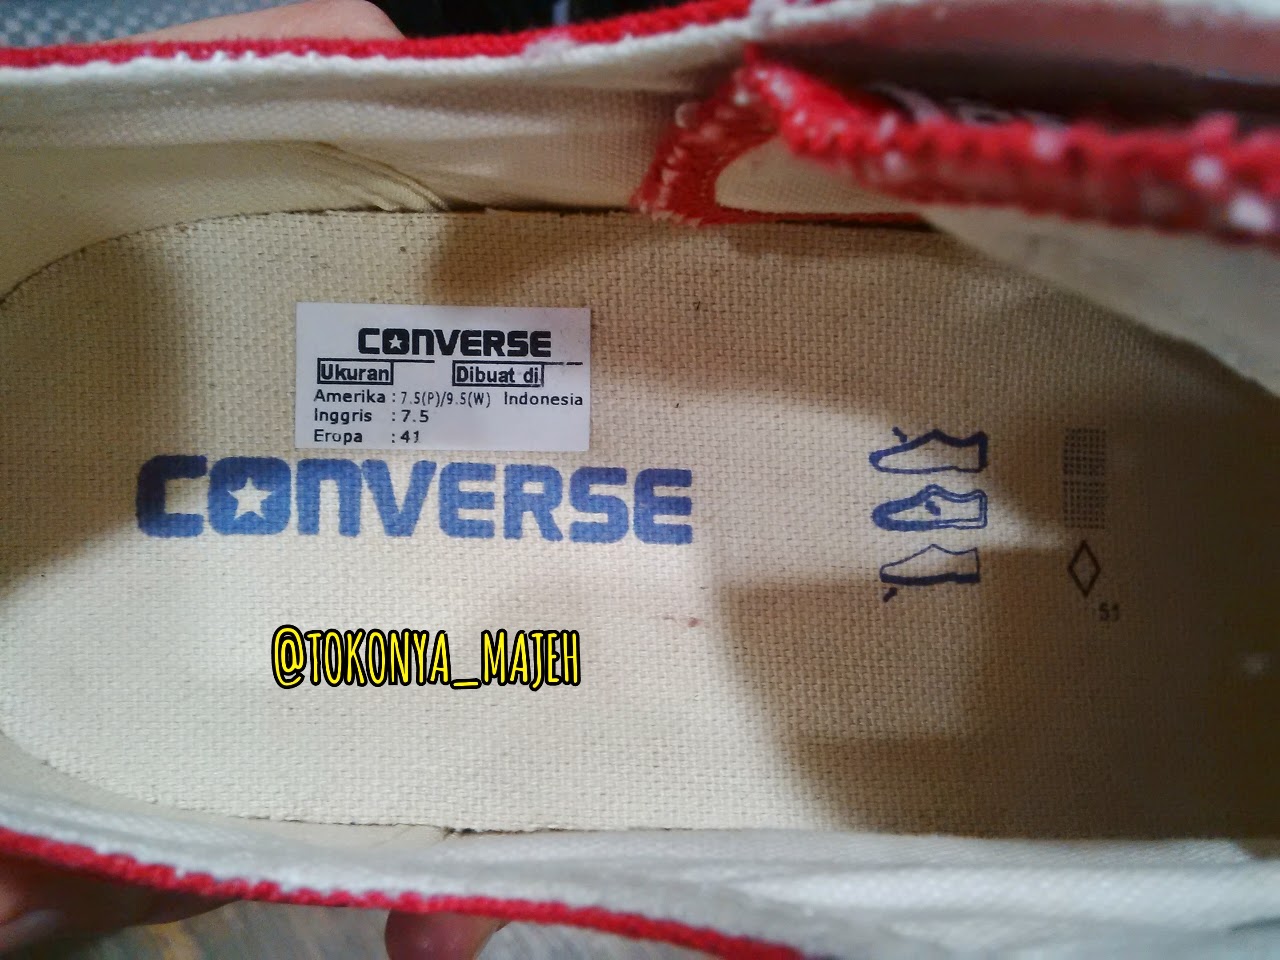 CONVERSE
Ukuran Dibuat di
Amerika : 7.5(P)/9.5(W) Indonesia
Inggris : 7.5
Eropa : 41
CONVERSE
51
@TOKONYA_MAJEH